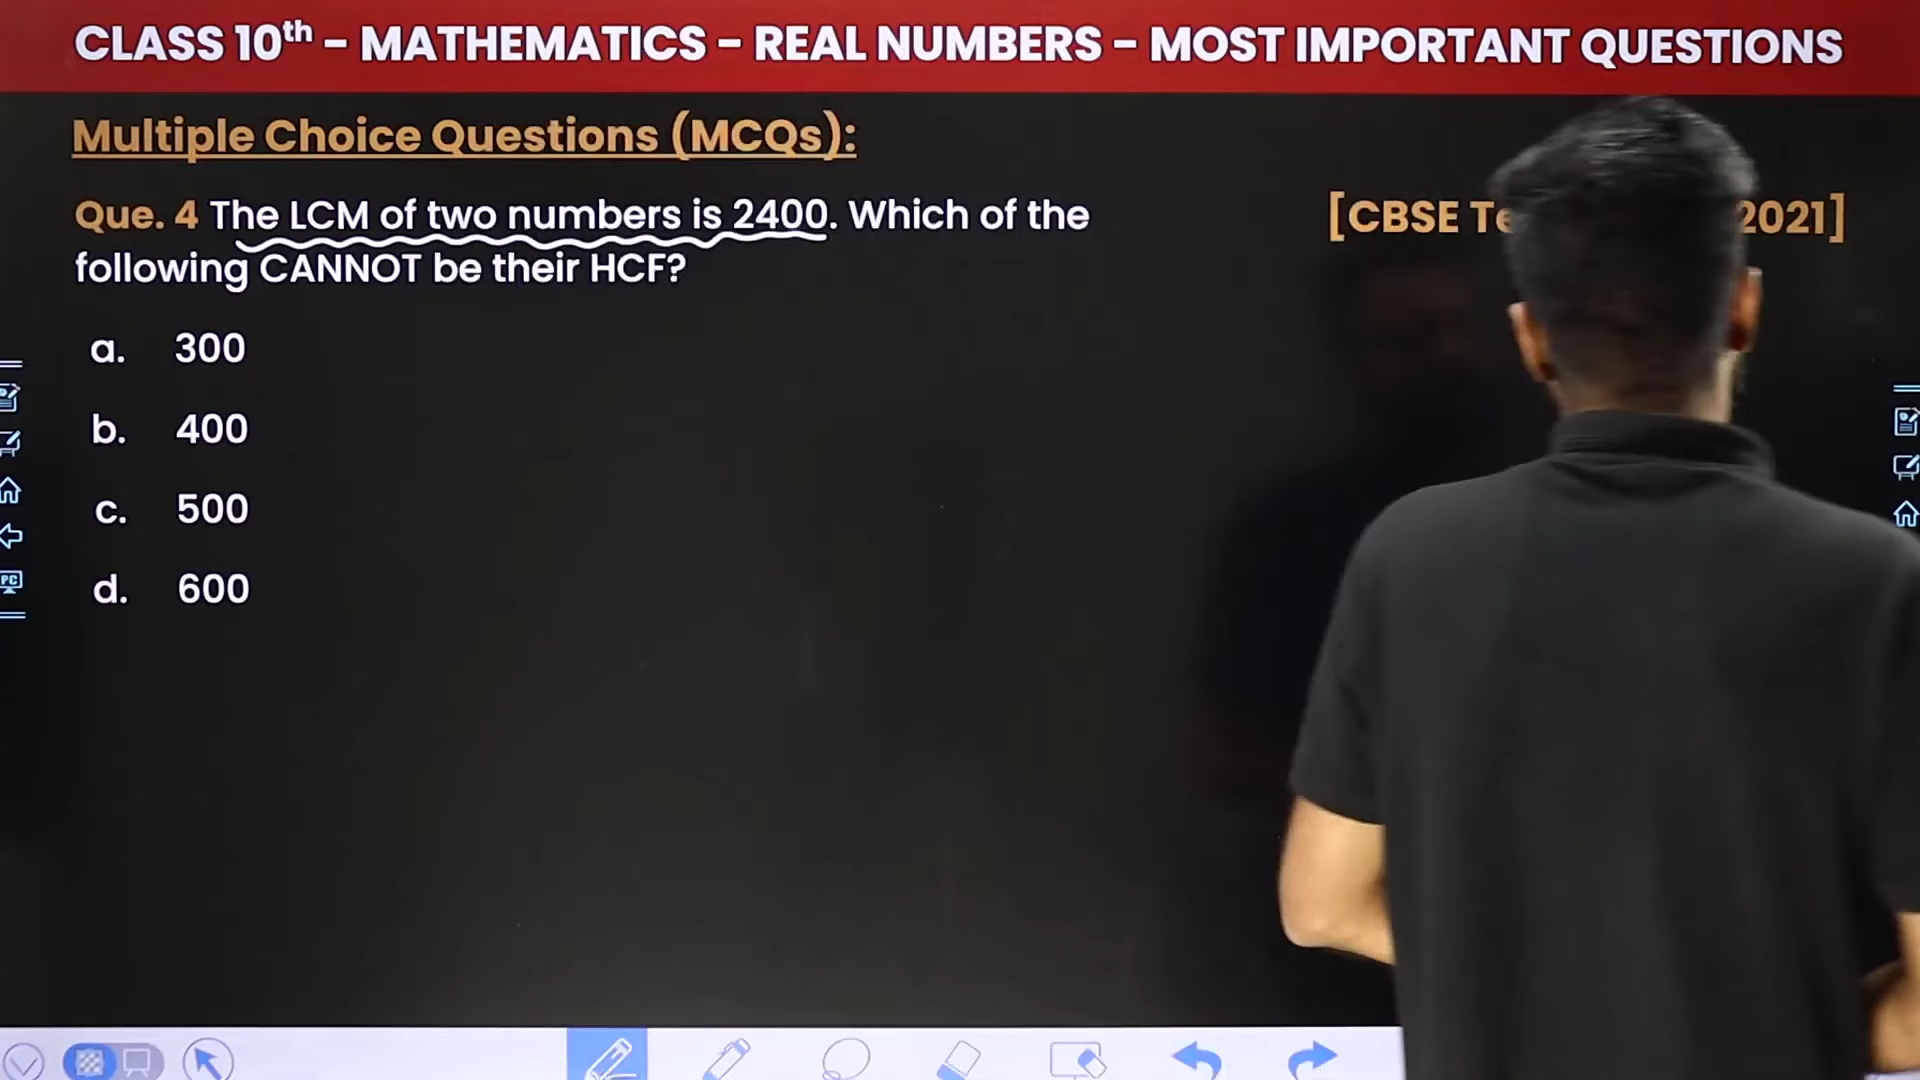 CLASS 10th – MATHEMATICS – REAL NUMBERS – MOST IMPORTANT QUESTIONS
Multiple Choice Questions (MCQs):
Que. 4 The LCM of two numbers is 2400. Which of the
[CBSE 2021]
following CANNOT be their HCF?
a. 300
b. 400
c. 500
d. 600
PC